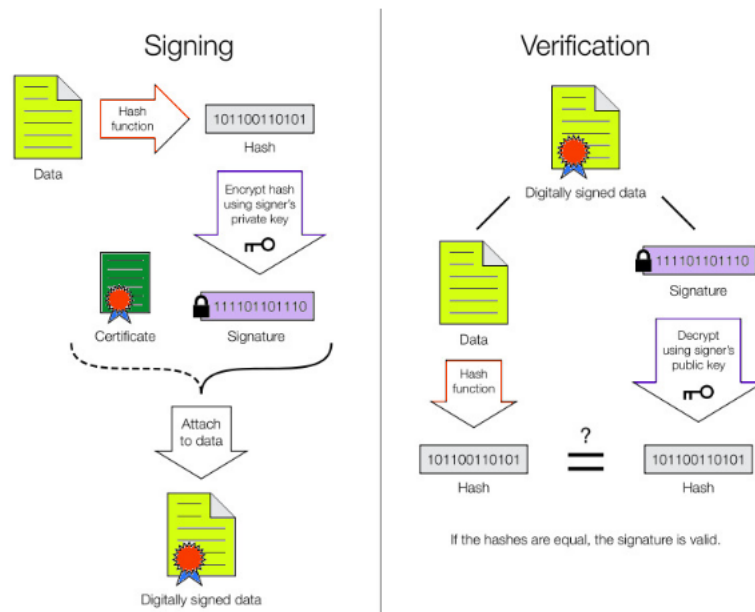 Signing
Hash
function
101100110101
Hash
Data
Encrypt hash
using signer's
private key
111101101110
Certificate
Signature
Attach
to data
Digitally signed data
Verification
Digitally signed data
111101101110
Signature
Data
Decrypt
using signer's
public key
Hash
function
?
101100110101
101100110101
Hash
Hash
If the hashes are equal, the signature is valid.